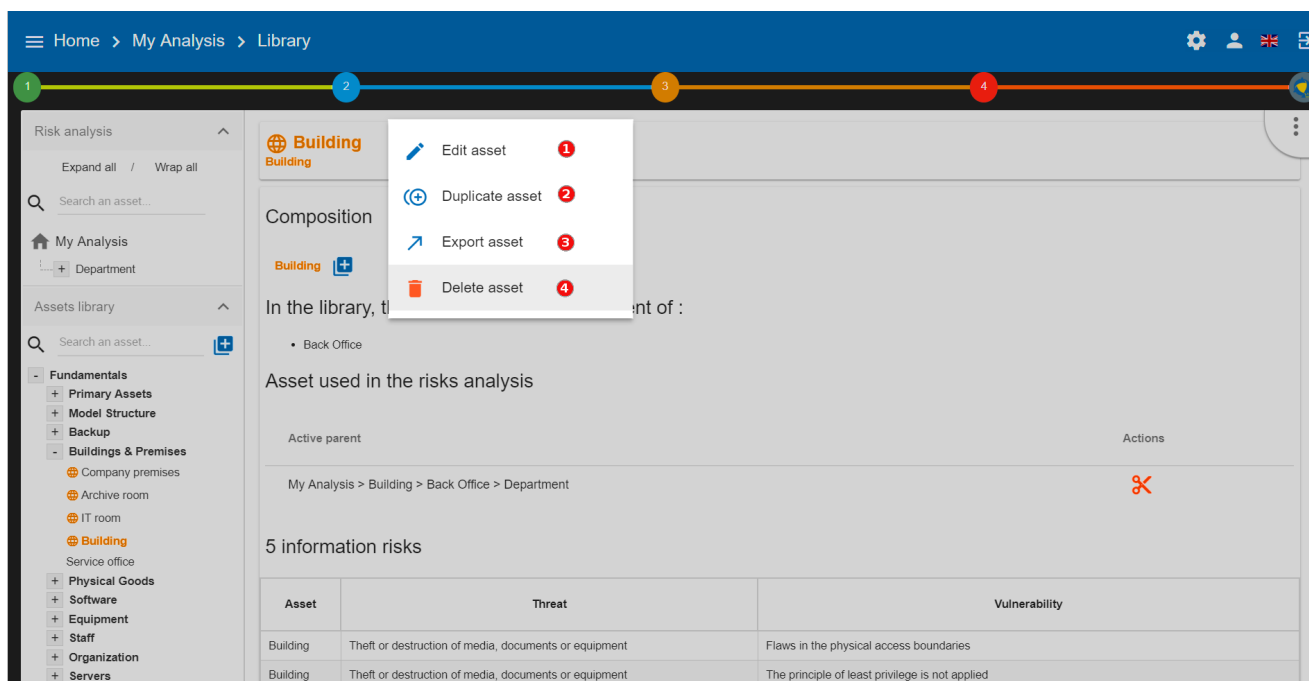 Home > My Analysis > Library
1 2 3 4
Risk analysis
Expand all / Wrap all
Search an asset...
My Analysis
+ Department
Assets library
Search an asset...
- Fundamentals
+ Primary Assets
+ Model Structure
+ Backup
- Buildings & Premises
Company premises
Archive room
IT room
Building
Service office
+ Physical Goods
+ Software
+ Equipment
+ Staff
+ Organization
+ Servers
Building
Building
Edit asset 1
Duplicate asset 2
Export asset 3
Delete asset 4
Composition
Building
In the library, t
nt of :
• Back Office
Asset used in the risks analysis
Active parent Actions
My Analysis > Building > Back Office > Department
5 information risks
Asset Threat Vulnerability
Building Theft or destruction of media, documents or equipment Flaws in the physical access boundaries
Building Theft or destruction of media, documents or equipment The principle of least privilege is not applied